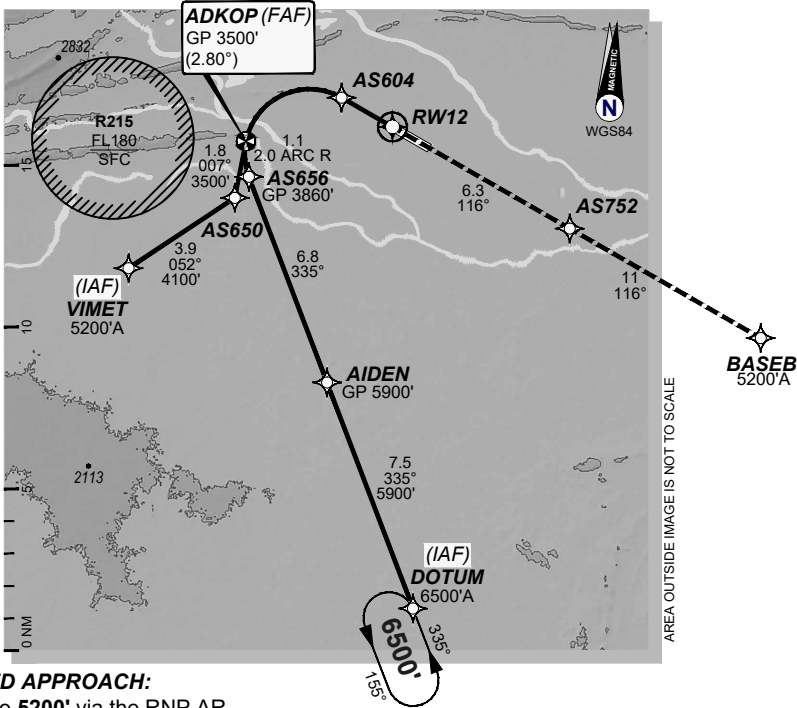 ADKOP (FAF)
GP 3500'
(2.80°)
2832
R215
FL180
SFC
AS604
RW12
MAGNETIC
N
WGS84
1.8
007°
3500'
1.1
2.0 ARC R
AS656
GP 3860'
AS650
15
6.3
116°
AS752
3.9
052°
4100'
6.8
335°
(IAF)
VIMET
5200'A
11
116°
10
BASEB
5200'A
AIDEN
GP 5900'
7.5
335°
5900'
2113
5
(IAF)
DOTUM
6500'A
6500'
335°
155°
0 NM
AREA OUTSIDE IMAGE IS NOT TO SCALE
D APPROACH:
5200' via the RNP AR